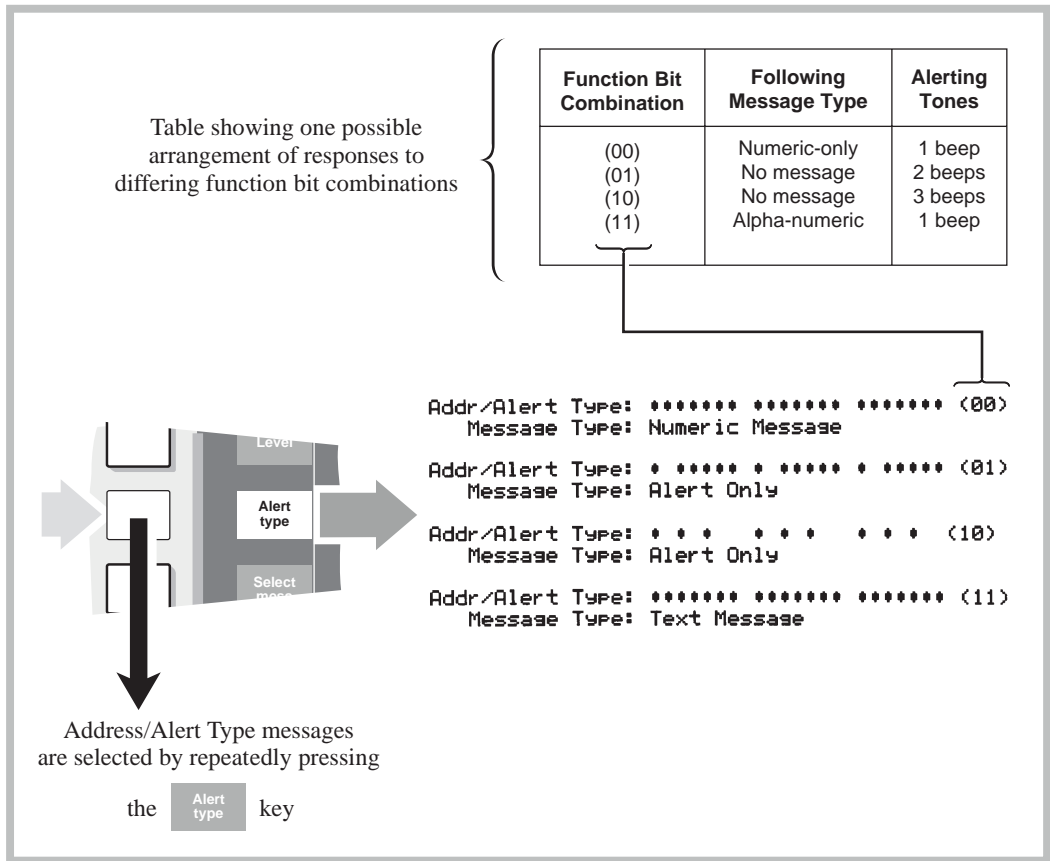 Table showing one possible
arrangement of responses to
differing function bit combinations
Function Bit Combination Following Message Type Alerting Tones
(00) Numeric-only 1 beep
(01) No message 2 beeps
(10) No message 3 beeps
(11) Alpha-numeric 1 beep
Addr/Alert Type: ♦♦♦♦♦♦♦ ♦♦♦♦♦♦♦ ♦♦♦♦♦♦♦ (00)
Message Type: Numeric Message
Addr/Alert Type: ♦ ♦♦♦♦♦ ♦ ♦♦♦♦♦ ♦ ♦♦♦♦♦ (01)
Message Type: Alert Only
Addr/Alert Type: ♦ ♦ ♦ ♦ ♦ ♦ ♦ ♦ ♦ (10)
Message Type: Alert Only
Addr/Alert Type: ♦♦♦♦♦♦♦ ♦♦♦♦♦♦♦ ♦♦♦♦♦♦♦ (11)
Message Type: Text Message
Level
Alert
type
Select
Address/Alert Type messages
are selected by repeatedly pressing
the Alert type key